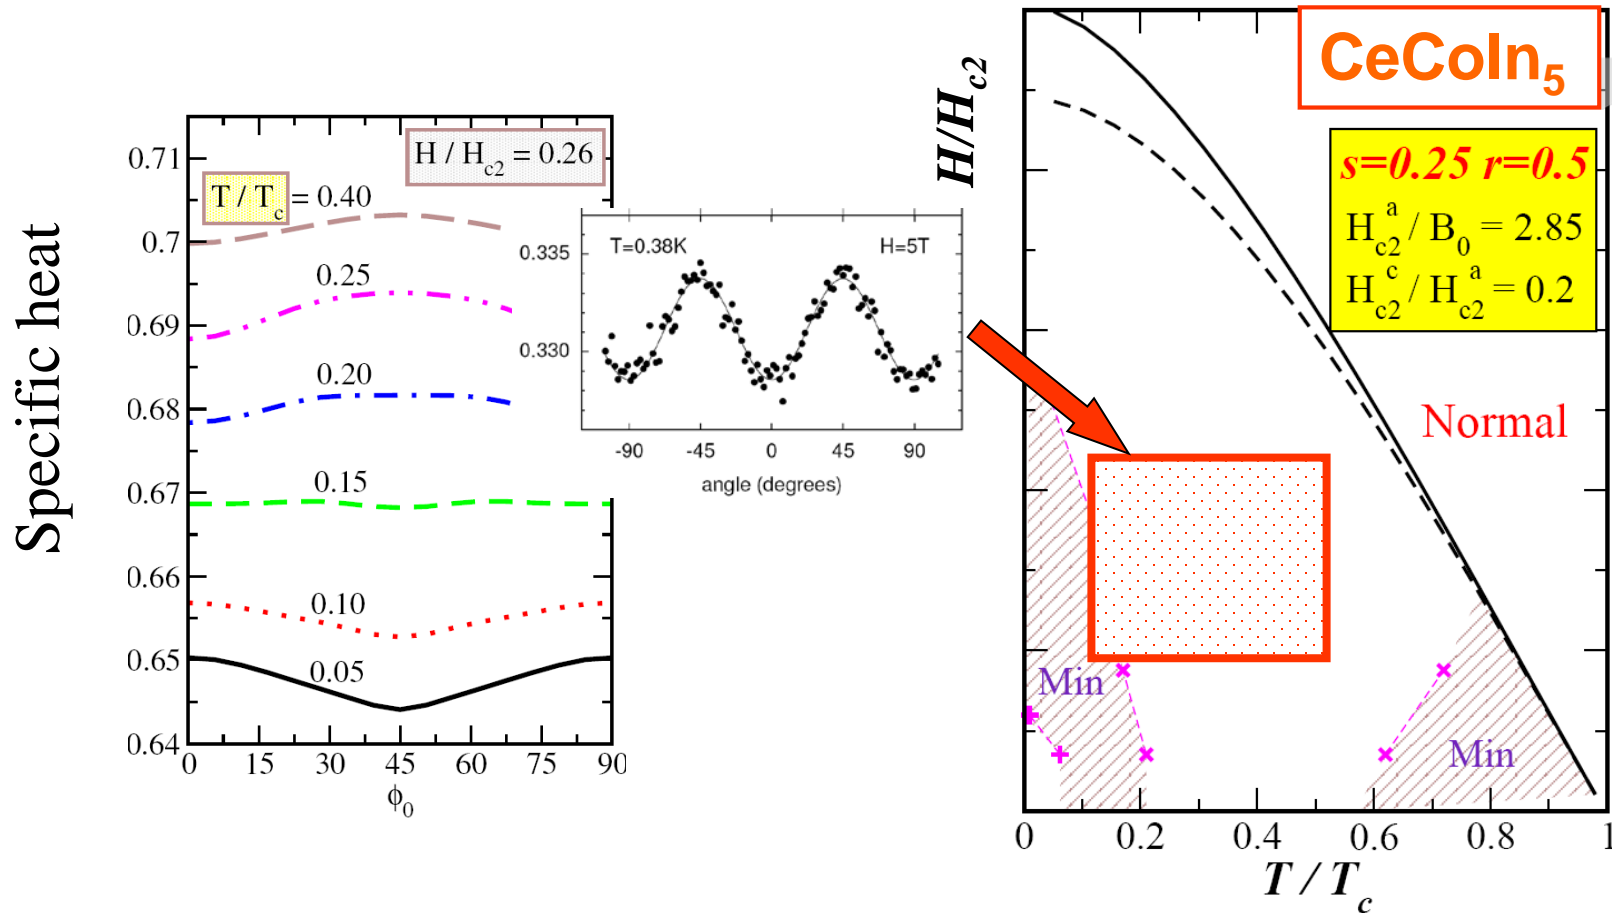 Specific heat
0.71
0.7
0.69
0.68
0.67
0.66
0.65
0.64
H / Hc2 = 0.26
T / Tc = 0.40
0.25
0.20
0.15
0.10
0.05
0 15 30 45 60 75 90
ϕ0
T=0.38K H=5T
0.335
0.330
-90 -45 0 45 90
angle (degrees)
H/Hc2
CeCoIn5
s=0.25 r=0.5
Hc2a / B0 = 2.85
Hc2c / Hc2a = 0.2
Normal
Min
Min
0 0.2 0.4 0.6 0.8 1
T / Tc